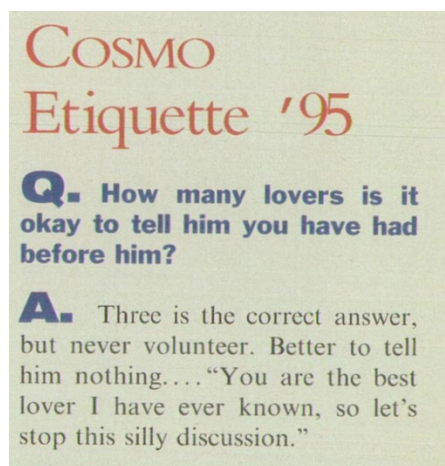 COSMO
Etiquette '95
Q. How many lovers is it
okay to tell him you have had
before him?
A. Three is the correct answer,
but never volunteer. Better to tell
him nothing.... “You are the best
lover I have ever known, so let’s
stop this silly discussion.”